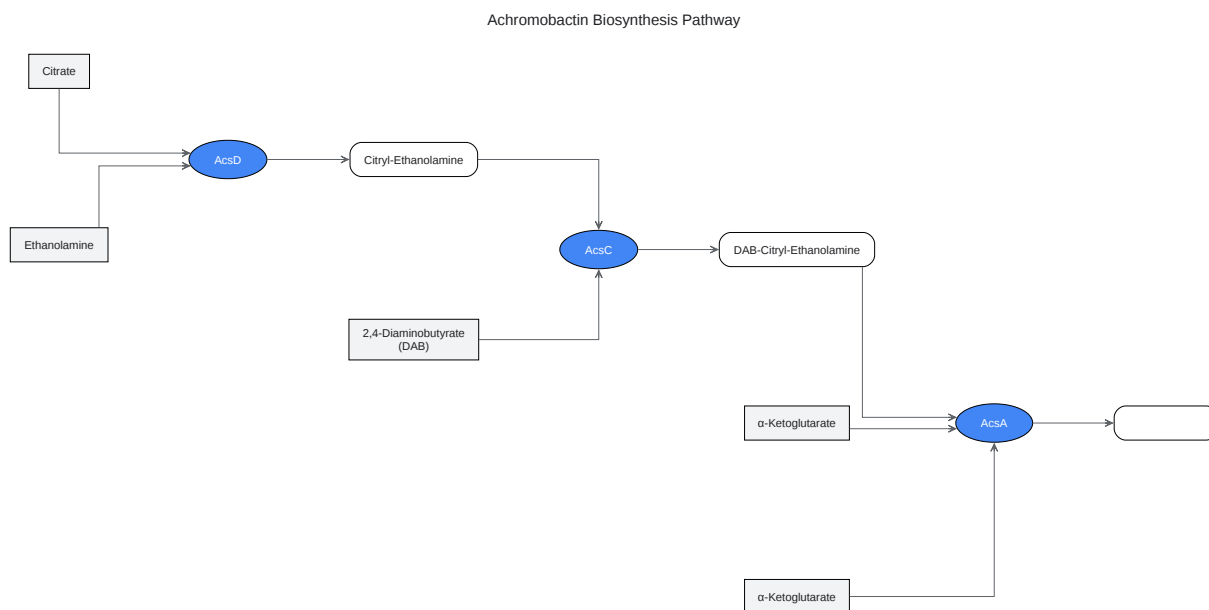 Achromobactin Biosynthesis Pathway
Citrate
AcsD
Citryl-Ethanolamine
Ethanolamine
AcsC
DAB-Citryl-Ethanolamine
2,4-Diaminobutyrate
(DAB)
α-Ketoglutarate
AcsA
α-Ketoglutarate